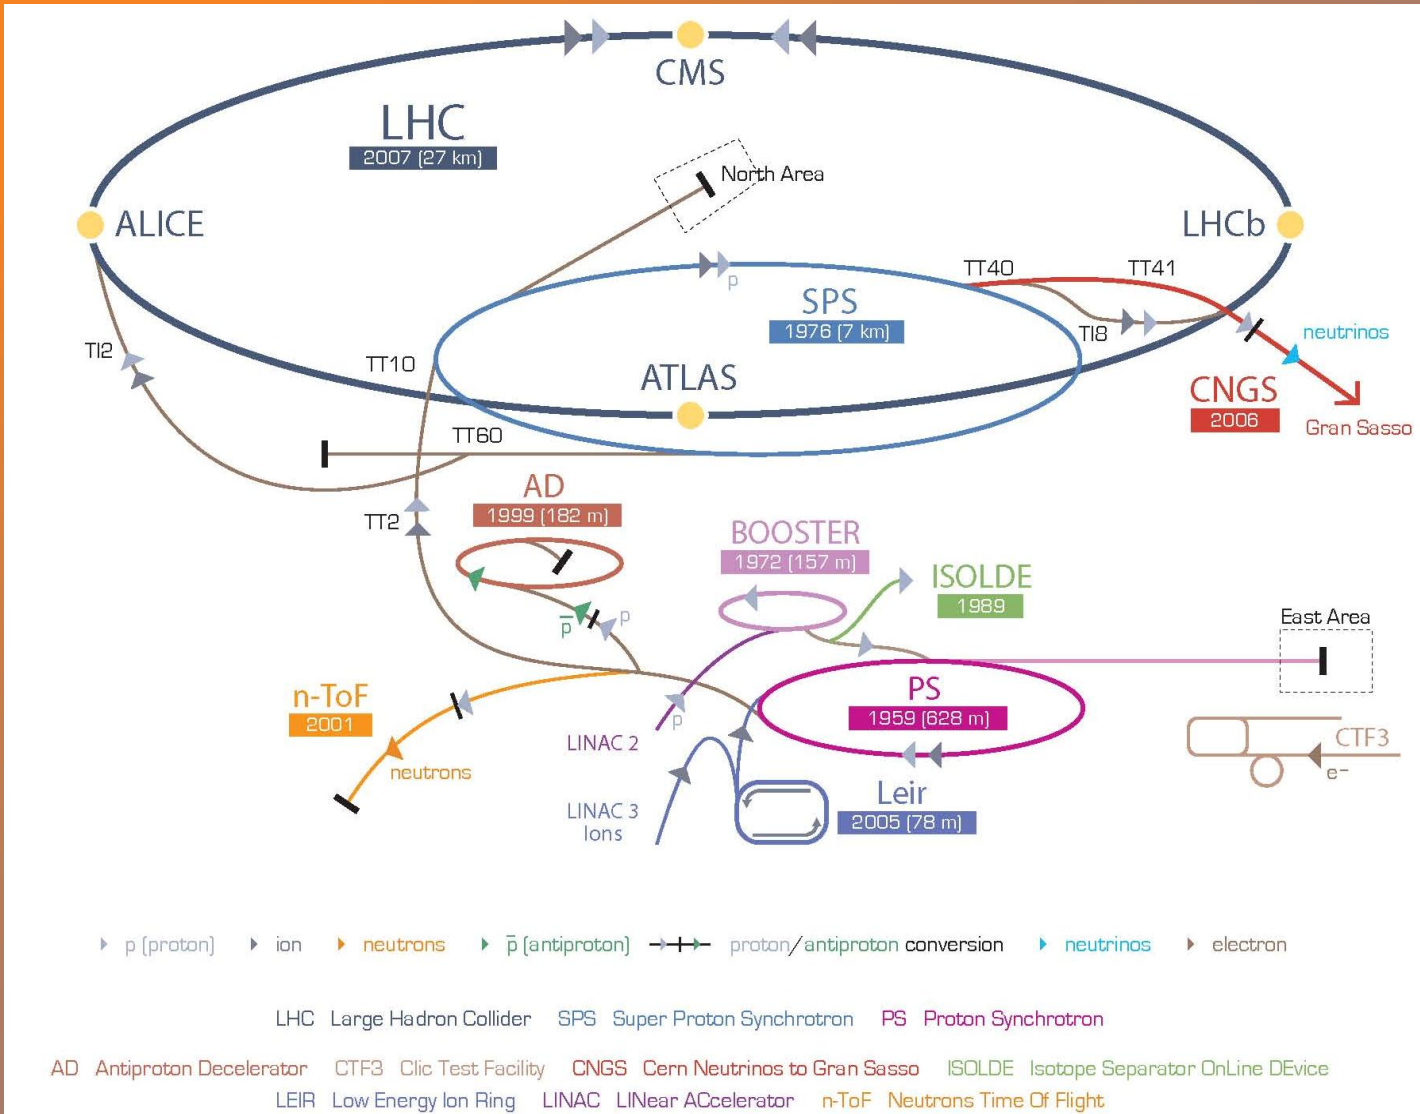 CMS
LHC
2007 (27 km)
North Area
ALICE
LHCb
TT40
TT41
p
SPS
1976 (7 km)
TI8
neutrinos
TI2
TT10
ATLAS
CNGS
2006
Gran Sasso
TT60
AD
1999 (182 m)
TT2
BOOSTER
1972 (157 m)
ISOLDE
1989
p̅
p
East Area
n-ToF
2001
PS
1959 (628 m)
p
LINAC 2
neutrons
CTF3
e-
LINAC 3
Ions
Leir
2005 (78 m)
p (proton) ion neutrons p̅ (antiproton) proton/antiproton conversion neutrinos electron
LHC Large Hadron Collider SPS Super Proton Synchrotron PS Proton Synchrotron
AD Antiproton Decelerator CTF3 Clic Test Facility CNGS Cern Neutrinos to Gran Sasso ISOLDE Isotope Separator OnLine DEvice
LEIR Low Energy Ion Ring LINAC LINear ACcelerator n-ToF Neutrons Time Of Flight